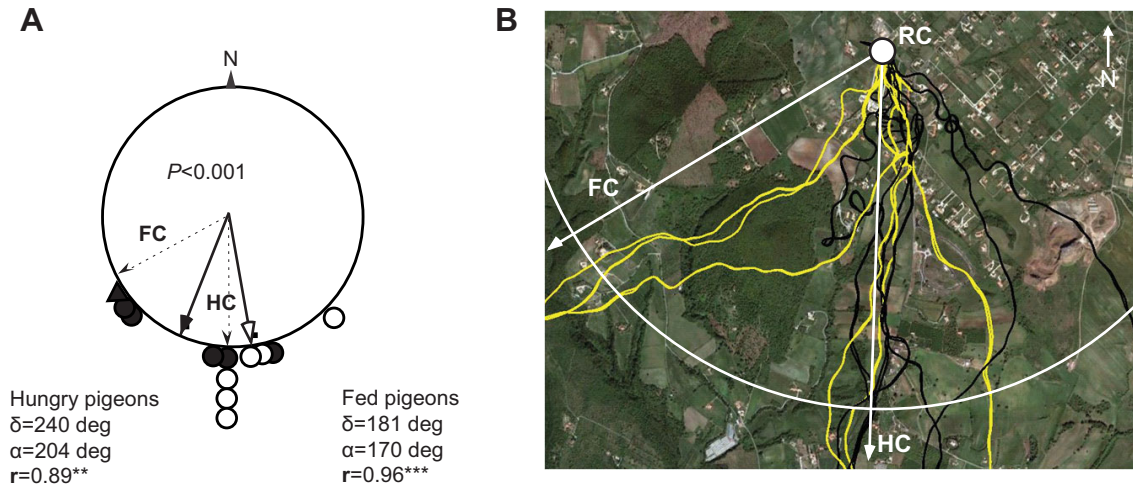 A
N
P<0.001
FC
HC
Hungry pigeons
δ=240 deg
α=204 deg
r=0.89**
Fed pigeons
δ=181 deg
α=170 deg
r=0.96***
B
RC
N
FC
HC